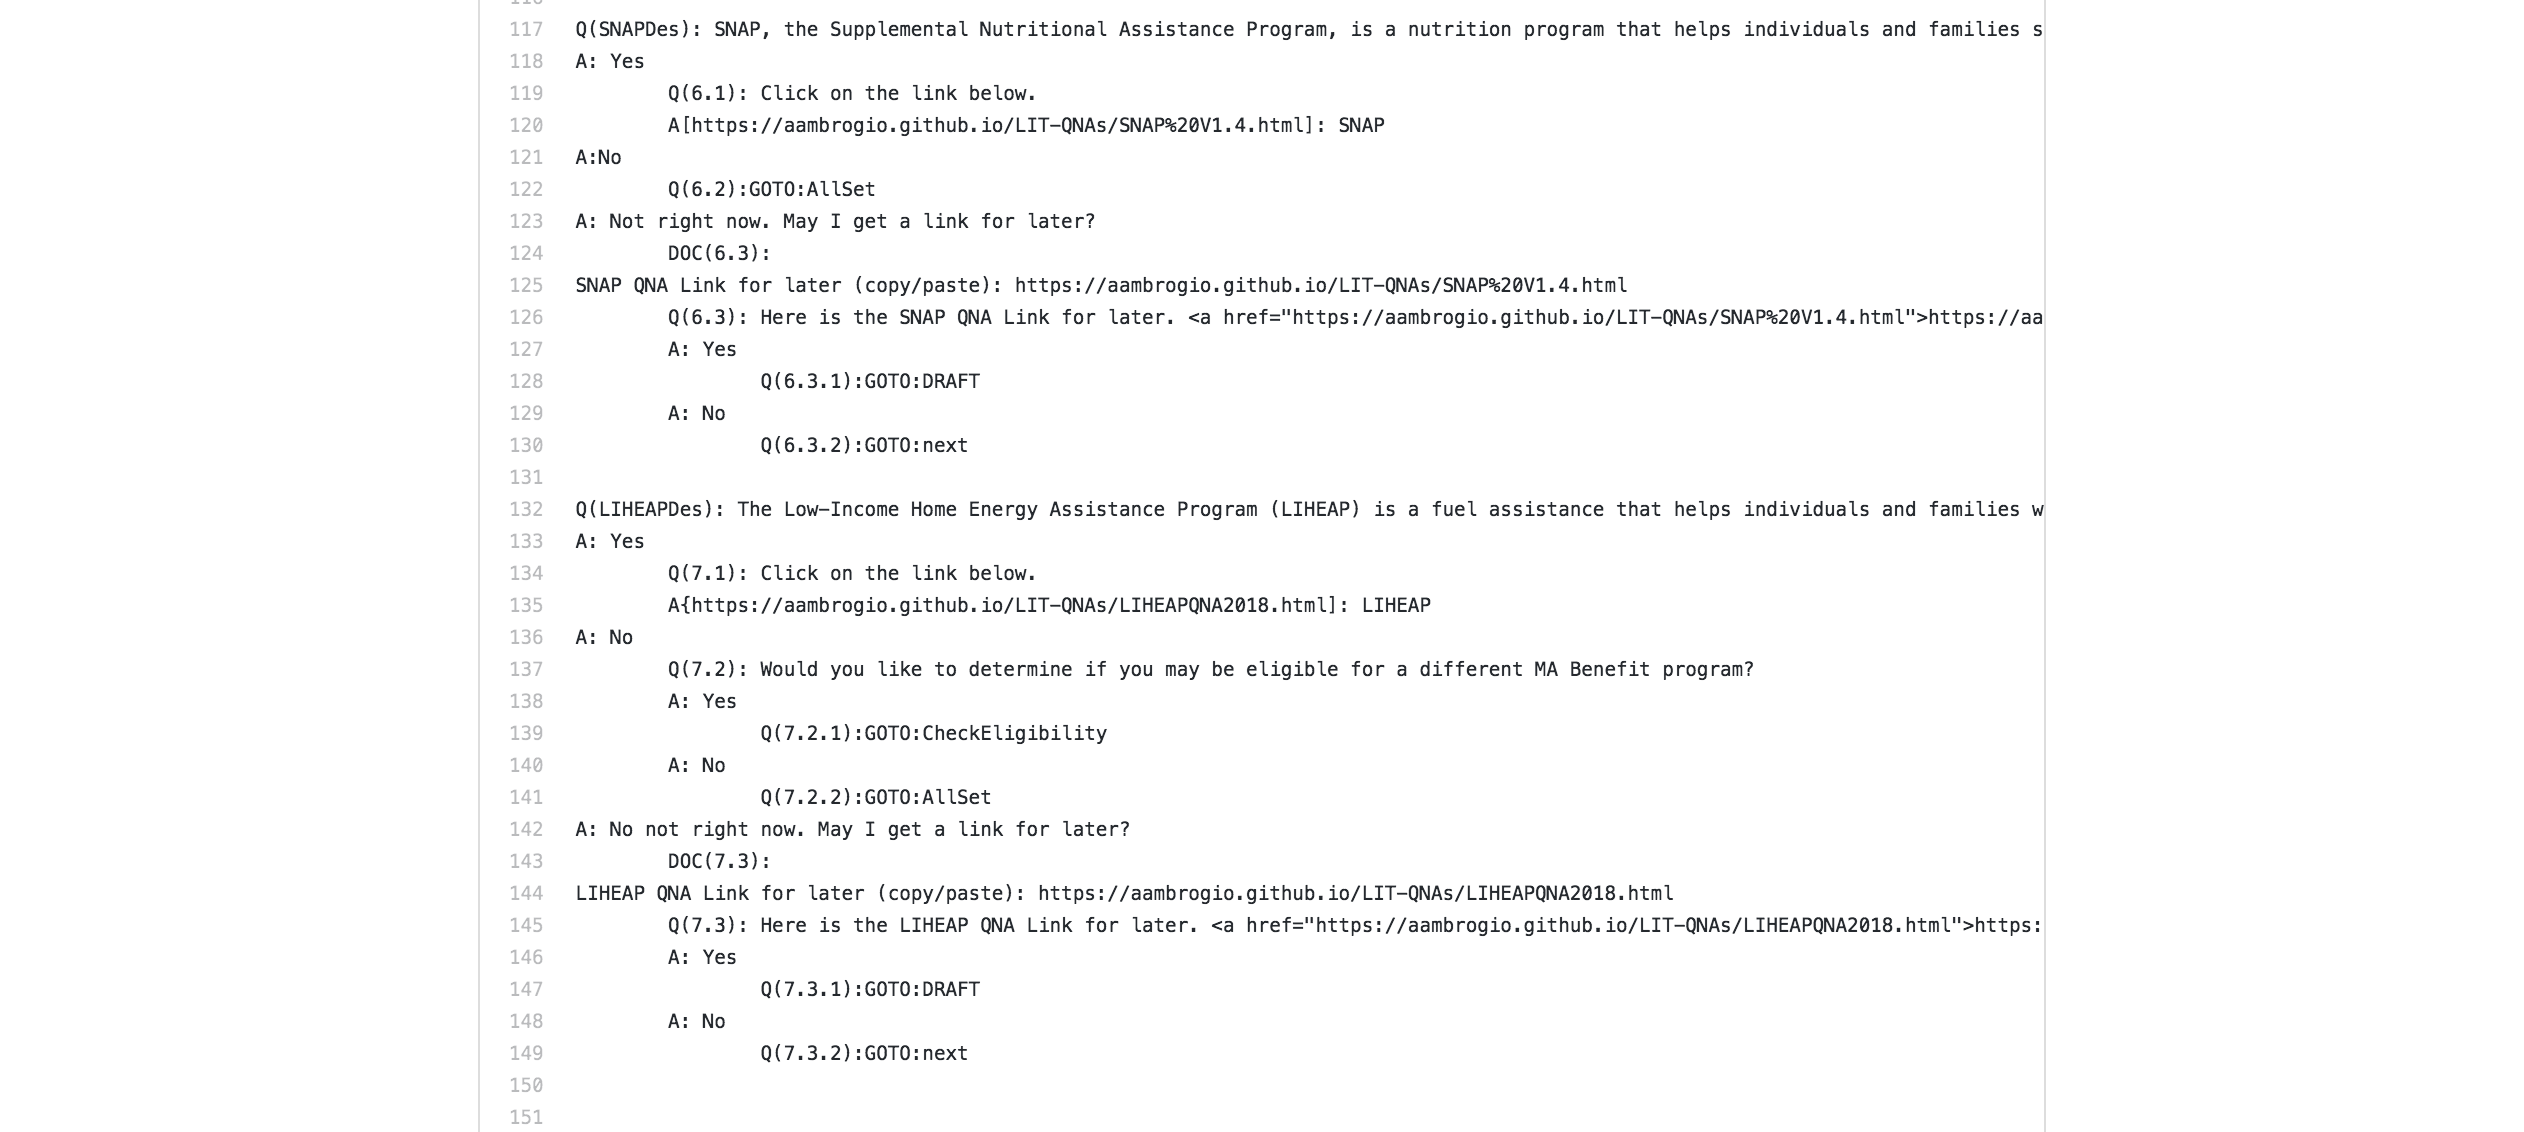 117 Q(SNAPDes): SNAP, the Supplemental Nutritional Assistance Program, is a nutrition program that helps individuals and families s
118 A: Yes
119 Q(6.1): Click on the link below.
120 A[https://aambrogio.github.io/LIT-QNAs/SNAP%20V1.4.html]: SNAP
121 A:No
122 Q(6.2):GOTO:AllSet
123 A: Not right now. May I get a link for later?
124 DOC(6.3):
125 SNAP QNA Link for later (copy/paste): https://aambrogio.github.io/LIT-QNAs/SNAP%20V1.4.html
126 Q(6.3): Here is the SNAP QNA Link for later. <a href="https://aambrogio.github.io/LIT-QNAs/SNAP%20V1.4.html">https://aa
127 A: Yes
128 Q(6.3.1):GOTO:DRAFT
129 A: No
130 Q(6.3.2):GOTO:next
131
132 Q(LIHEAPDes): The Low-Income Home Energy Assistance Program (LIHEAP) is a fuel assistance that helps individuals and families w
133 A: Yes
134 Q(7.1): Click on the link below.
135 A{https://aambrogio.github.io/LIT-QNAs/LIHEAPQNA2018.html]: LIHEAP
136 A: No
137 Q(7.2): Would you like to determine if you may be eligible for a different MA Benefit program?
138 A: Yes
139 Q(7.2.1):GOTO:CheckEligibility
140 A: No
141 Q(7.2.2):GOTO:AllSet
142 A: No not right now. May I get a link for later?
143 DOC(7.3):
144 LIHEAP QNA Link for later (copy/paste): https://aambrogio.github.io/LIT-QNAs/LIHEAPQNA2018.html
145 Q(7.3): Here is the LIHEAP QNA Link for later. <a href="https://aambrogio.github.io/LIT-QNAs/LIHEAPQNA2018.html">https:
146 A: Yes
147 Q(7.3.1):GOTO:DRAFT
148 A: No
149 Q(7.3.2):GOTO:next
150
151